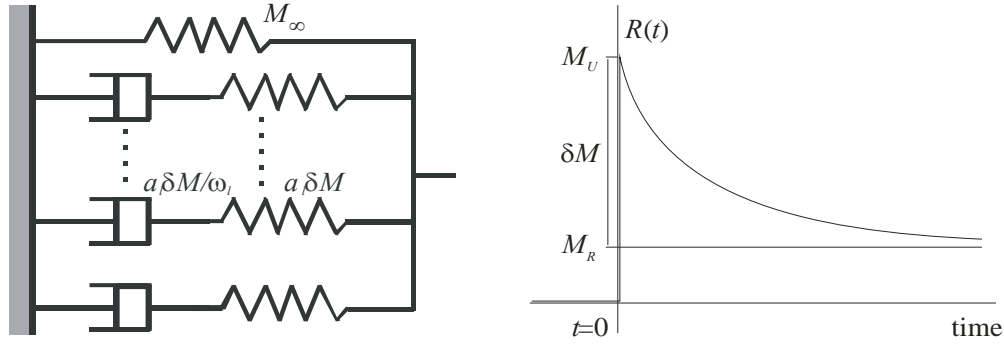 M∞
aₗδM/ωₗ
aₗδM
R(t)
M_U
δM
M_R
t=0
time